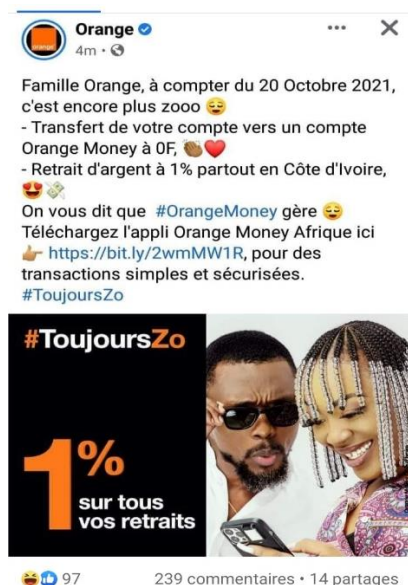 orange
Orange
4m
Famille Orange, à compter du 20 Octobre 2021,
c'est encore plus zooo 😌
- Transfert de votre compte vers un compte
Orange Money à 0F, 👏🏾❤️
- Retrait d'argent à 1% partout en Côte d'Ivoire,
😍💸
On vous dit que #OrangeMoney gère 😌
Téléchargez l'appli Orange Money Afrique ici
👉 https://bit.ly/2wmMW1R, pour des
transactions simples et sécurisées.
#ToujoursZo
#ToujoursZo
1%
sur tous
vos retraits
97 239 commentaires • 14 partages